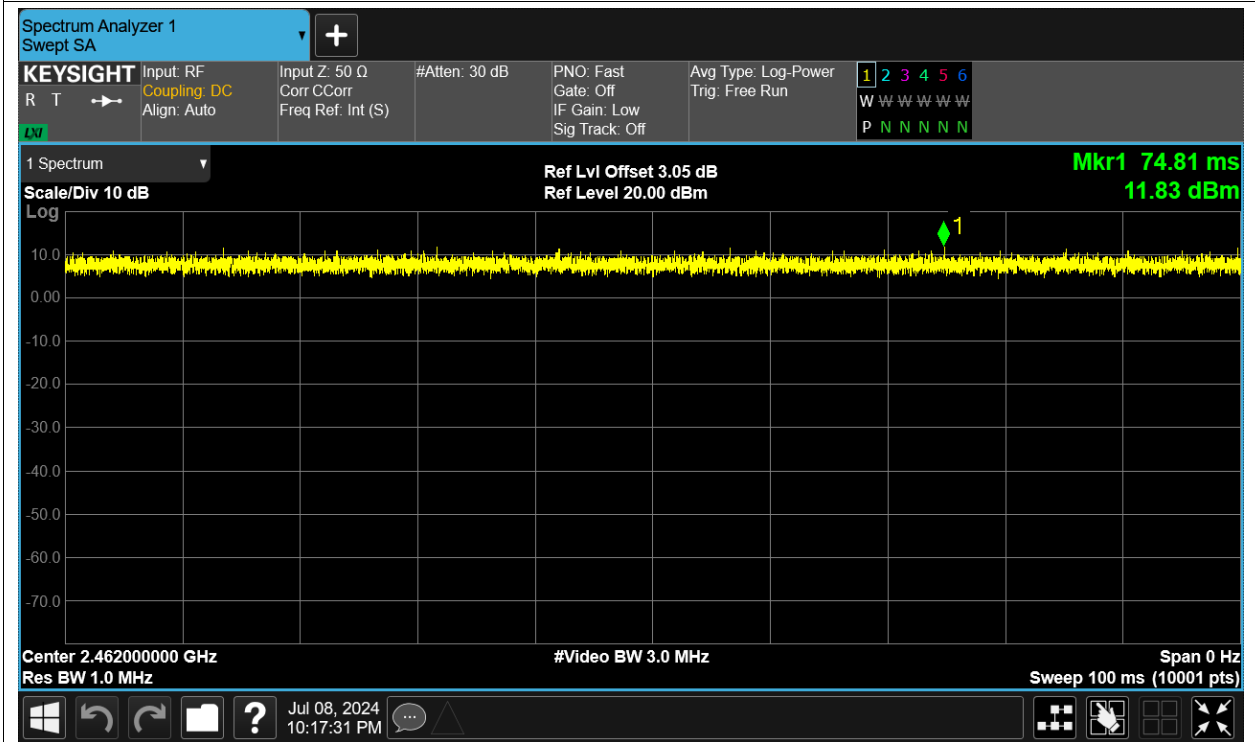 Spectrum Analyzer 1
Swept SA
+
KEYSIGHT
R T
LXI
Input: RF
Coupling: DC
Align: Auto
Input Z: 50 Ω
Corr CCorr
Freq Ref: Int (S)
#Atten: 30 dB
PNO: Fast
Gate: Off
IF Gain: Low
Sig Track: Off
Avg Type: Log-Power
Trig: Free Run
1 2 3 4 5 6
W W W W W W
P N N N N N
1 Spectrum
Scale/Div 10 dB
Log
Ref Lvl Offset 3.05 dB
Ref Level 20.00 dBm
Mkr1 74.81 ms
11.83 dBm
1
10.0
0.00
-10.0
-20.0
-30.0
-40.0
-50.0
-60.0
-70.0
Center 2.462000000 GHz
Res BW 1.0 MHz
#Video BW 3.0 MHz
Span 0 Hz
Sweep 100 ms (10001 pts)
?
Jul 08, 2024
10:17:31 PM